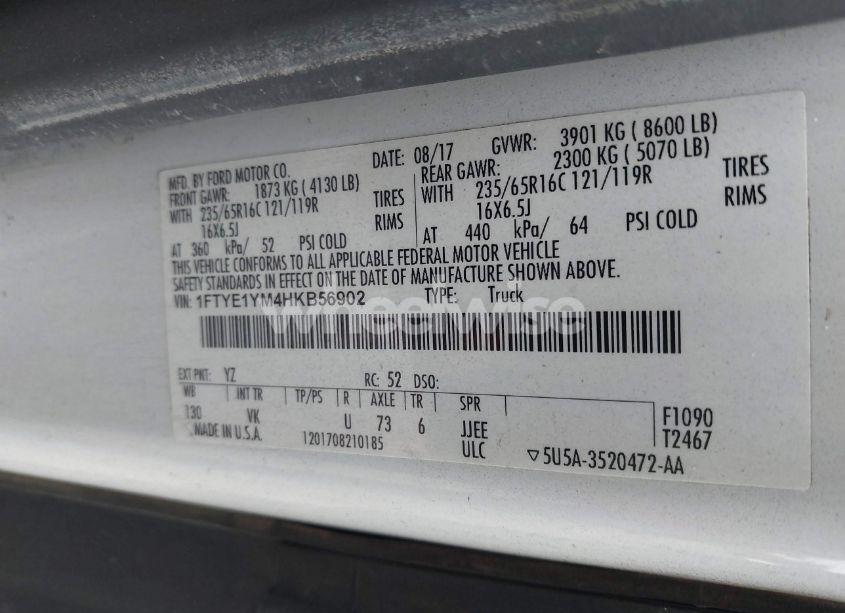 MFD. BY FORD MOTOR CO. DATE: 08/17 GVWR: 3901 KG ( 8600 LB)
FRONT GAWR: 1873 KG ( 4130 LB) REAR GAWR: 2300 KG ( 5070 LB)
WITH 235/65R16C 121/119R TIRES WITH 235/65R16C 121/119R TIRES
16X6.5J RIMS 16X6.5J RIMS
AT 360 kPa/ 52 PSI COLD AT 440 kPa/ 64 PSI COLD
THIS VEHICLE CONFORMS TO ALL APPLICABLE FEDERAL MOTOR VEHICLE
SAFETY STANDARDS IN EFFECT ON THE DATE OF MANUFACTURE SHOWN ABOVE.
VIN: 1FTYE1YM4HKB56902 TYPE: Truck
wheelwise
EXT PNT: YZ RC: 52 DSO:
WB INT TR TP/PS R AXLE TR SPR
130 VK U 73 6 JJEE F1090
MADE IN U.S.A. 1201708210185 ULC T2467
▽5U5A-3520472-AA